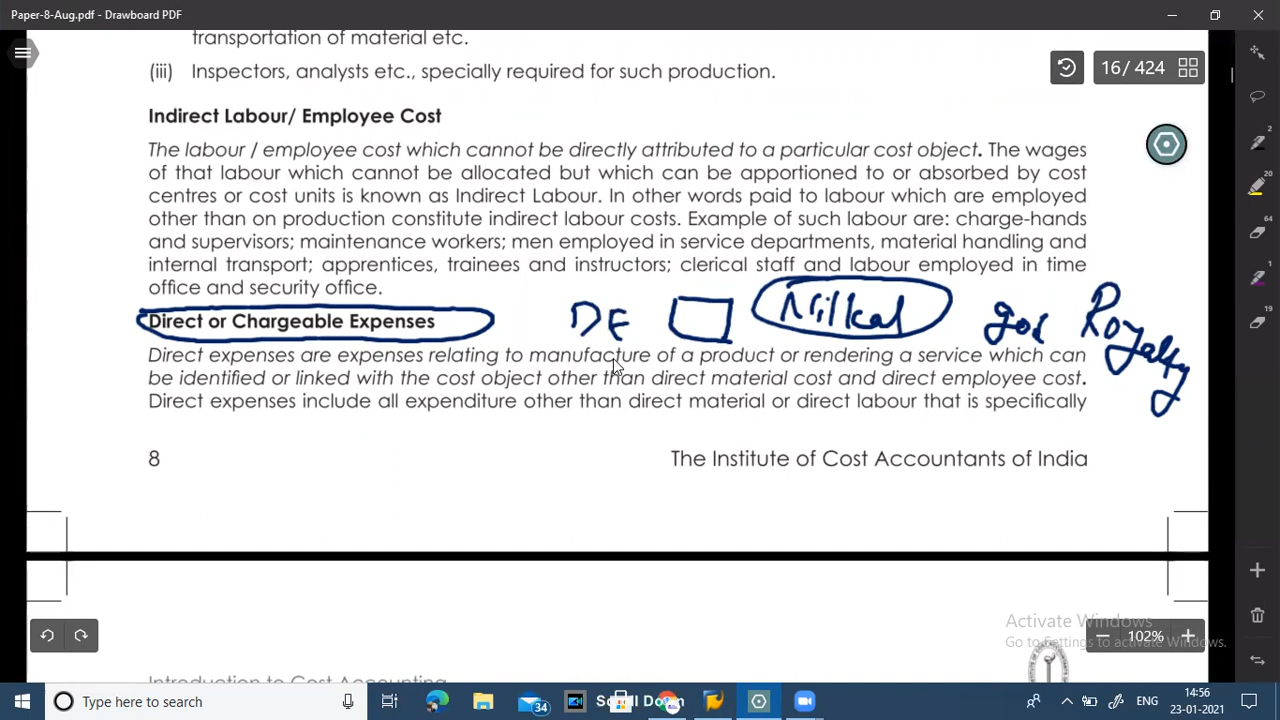 Paper-8-Aug.pdf - Drawboard PDF
transportation of material etc.
(iii) Inspectors, analysts etc., specially required for such production.
16 / 424
Indirect Labour/ Employee Cost
The labour / employee cost which cannot be directly attributed to a particular cost object. The wages
of that labour which cannot be allocated but which can be apportioned to or absorbed by cost
centres or cost units is known as Indirect Labour. In other words paid to labour which are employed
other than on production constitute indirect labour costs. Example of such labour are: charge-hands
and supervisors; maintenance workers; men employed in service departments, material handling and
internal transport; apprentices, trainees and instructors; clerical staff and labour employed in time
office and security office.
Direct or Chargeable Expenses DE Royalty
Direct expenses are expenses relating to manufacture of a product or rendering a service which can
be identified or linked with the cost object other than direct material cost and direct employee cost.
Direct expenses include all expenditure other than direct material or direct labour that is specifically
8 The Institute of Cost Accountants of India
20
64
Activate Windows
Go to Settings to activate Windows.
102%
Introduction to Cost Accounting
Type here to search
34
Scroll Down
ENG
14:56
23-01-2021